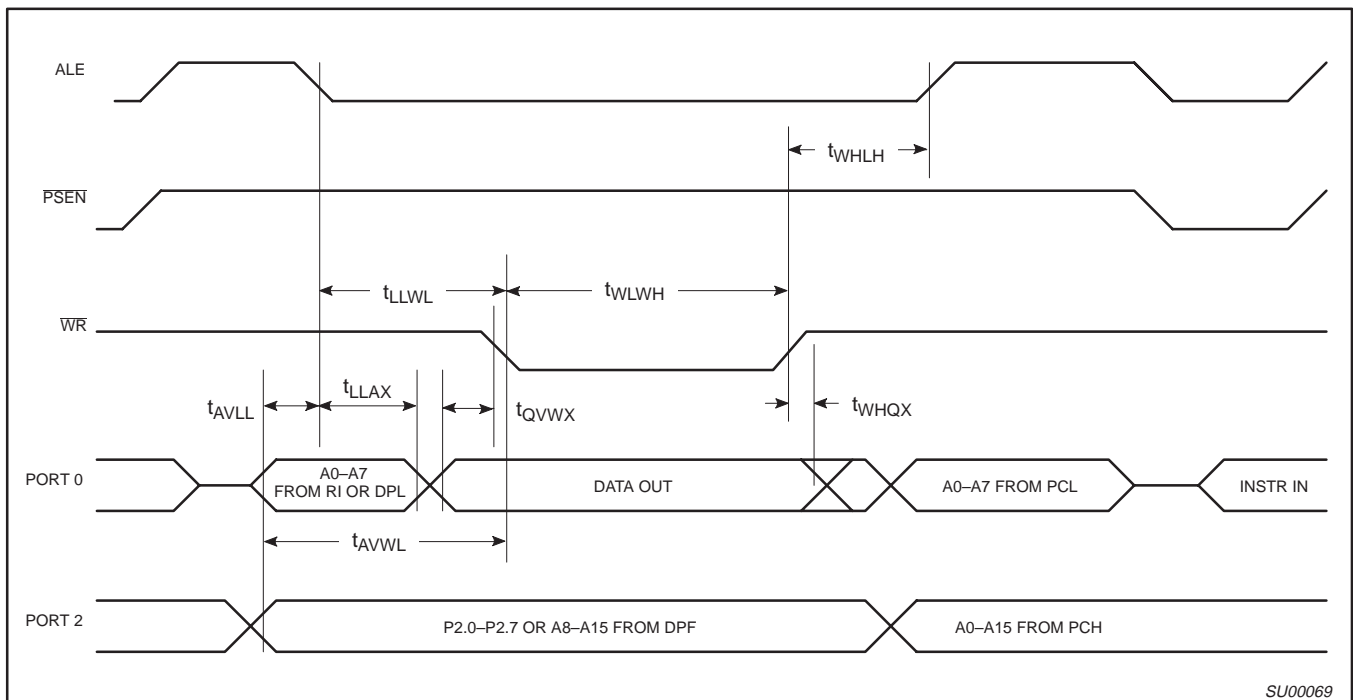 ALE
tWHLH
PSEN
tLLWL
tWLWH
WR
tLLAX
tAVLL
tQVWX
tWHQX
PORT 0
A0–A7
FROM RI OR DPL
DATA OUT
A0–A7 FROM PCL
INSTR IN
tAVWL
PORT 2
P2.0–P2.7 OR A8–A15 FROM DPF
A0–A15 FROM PCH
SU00069